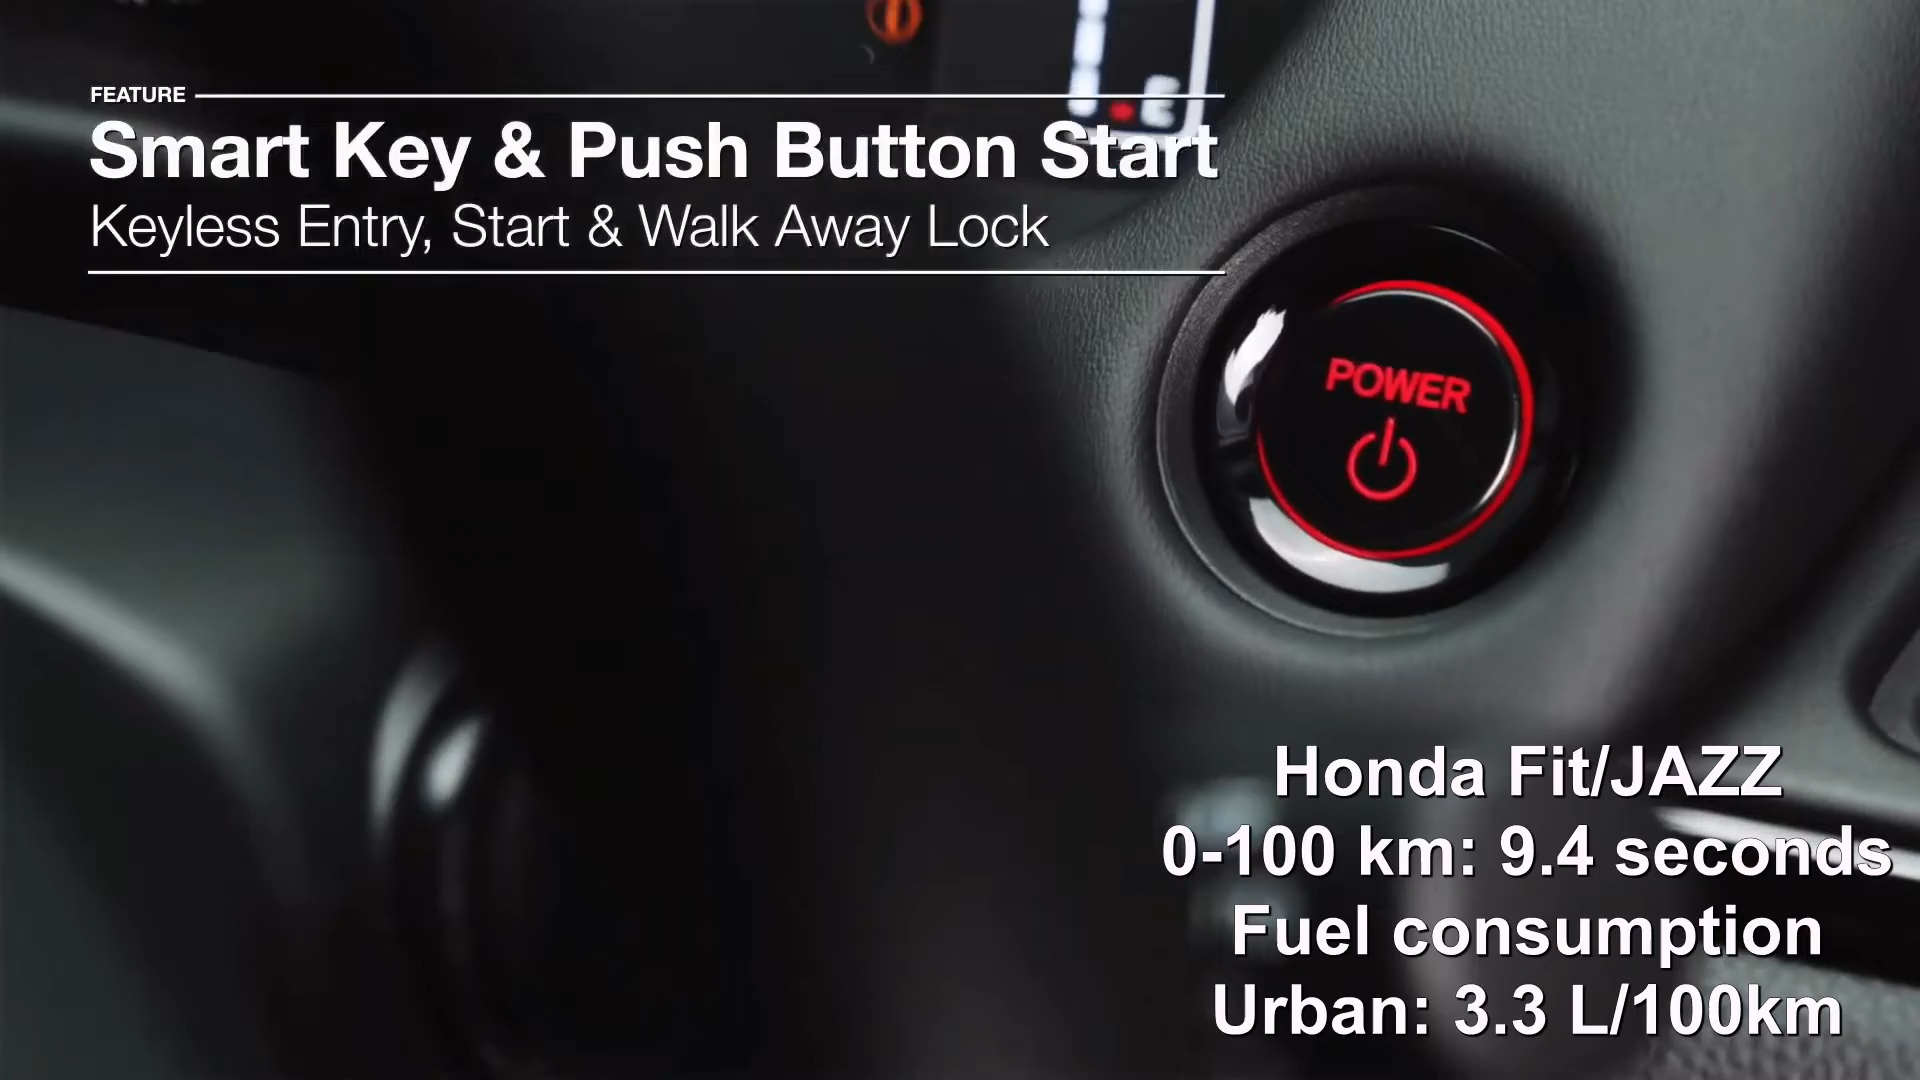 FEATURE
Smart Key & Push Button Start
Keyless Entry, Start & Walk Away Lock
E
POWER
Honda Fit/JAZZ
0-100 km: 9.4 seconds
Fuel consumption
Urban: 3.3 L/100km